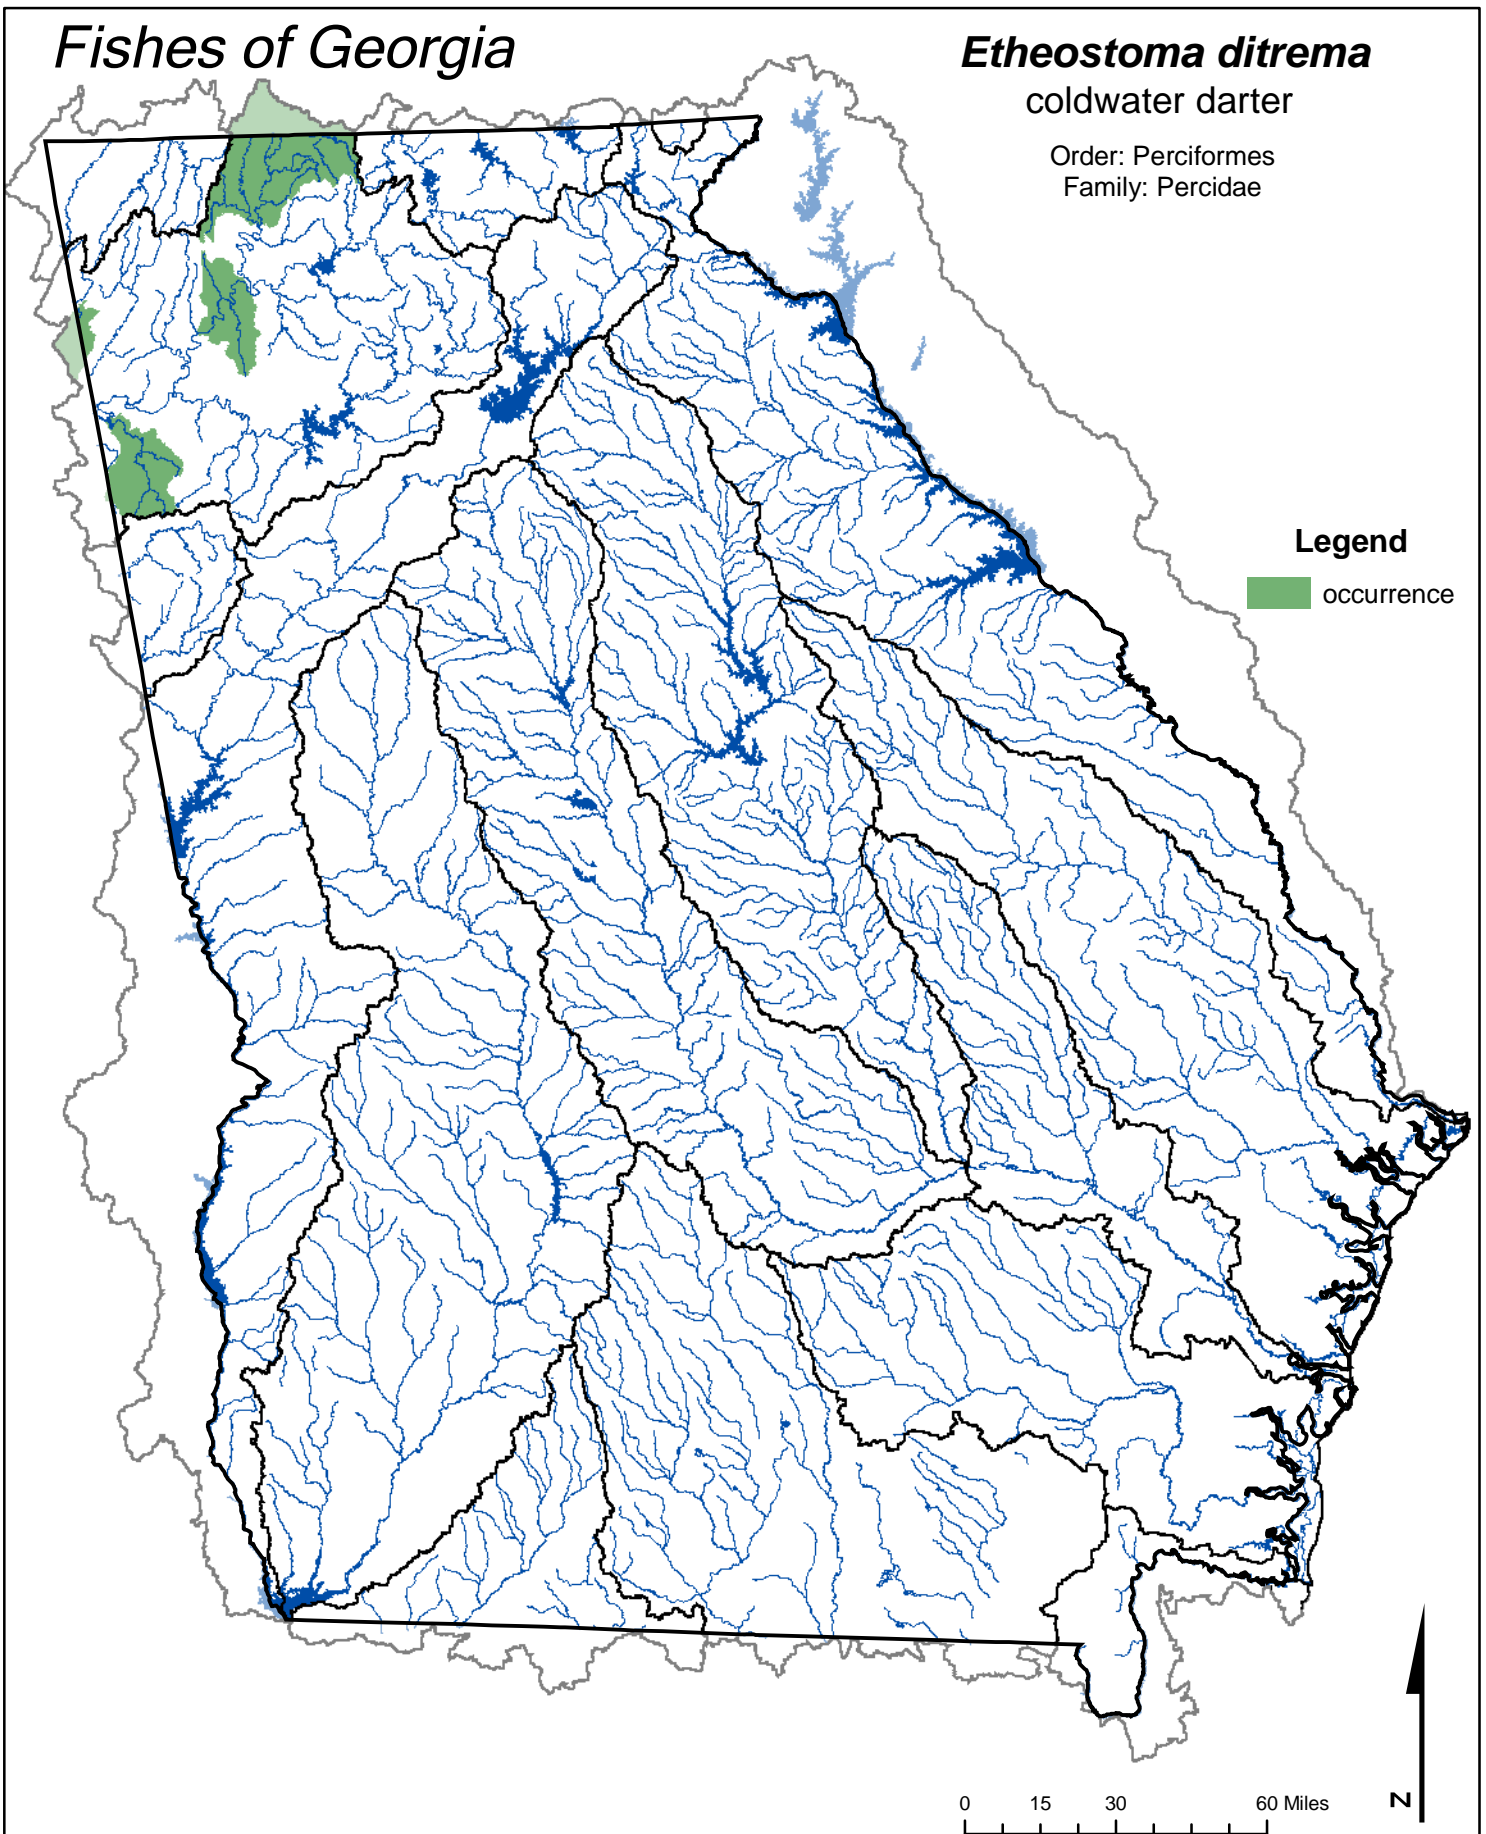 Fishes of Georgia
Etheostoma ditrema
coldwater darter
Order: Perciformes
Family: Percidae
Legend
occurrence
0 15 30 60 Miles
N